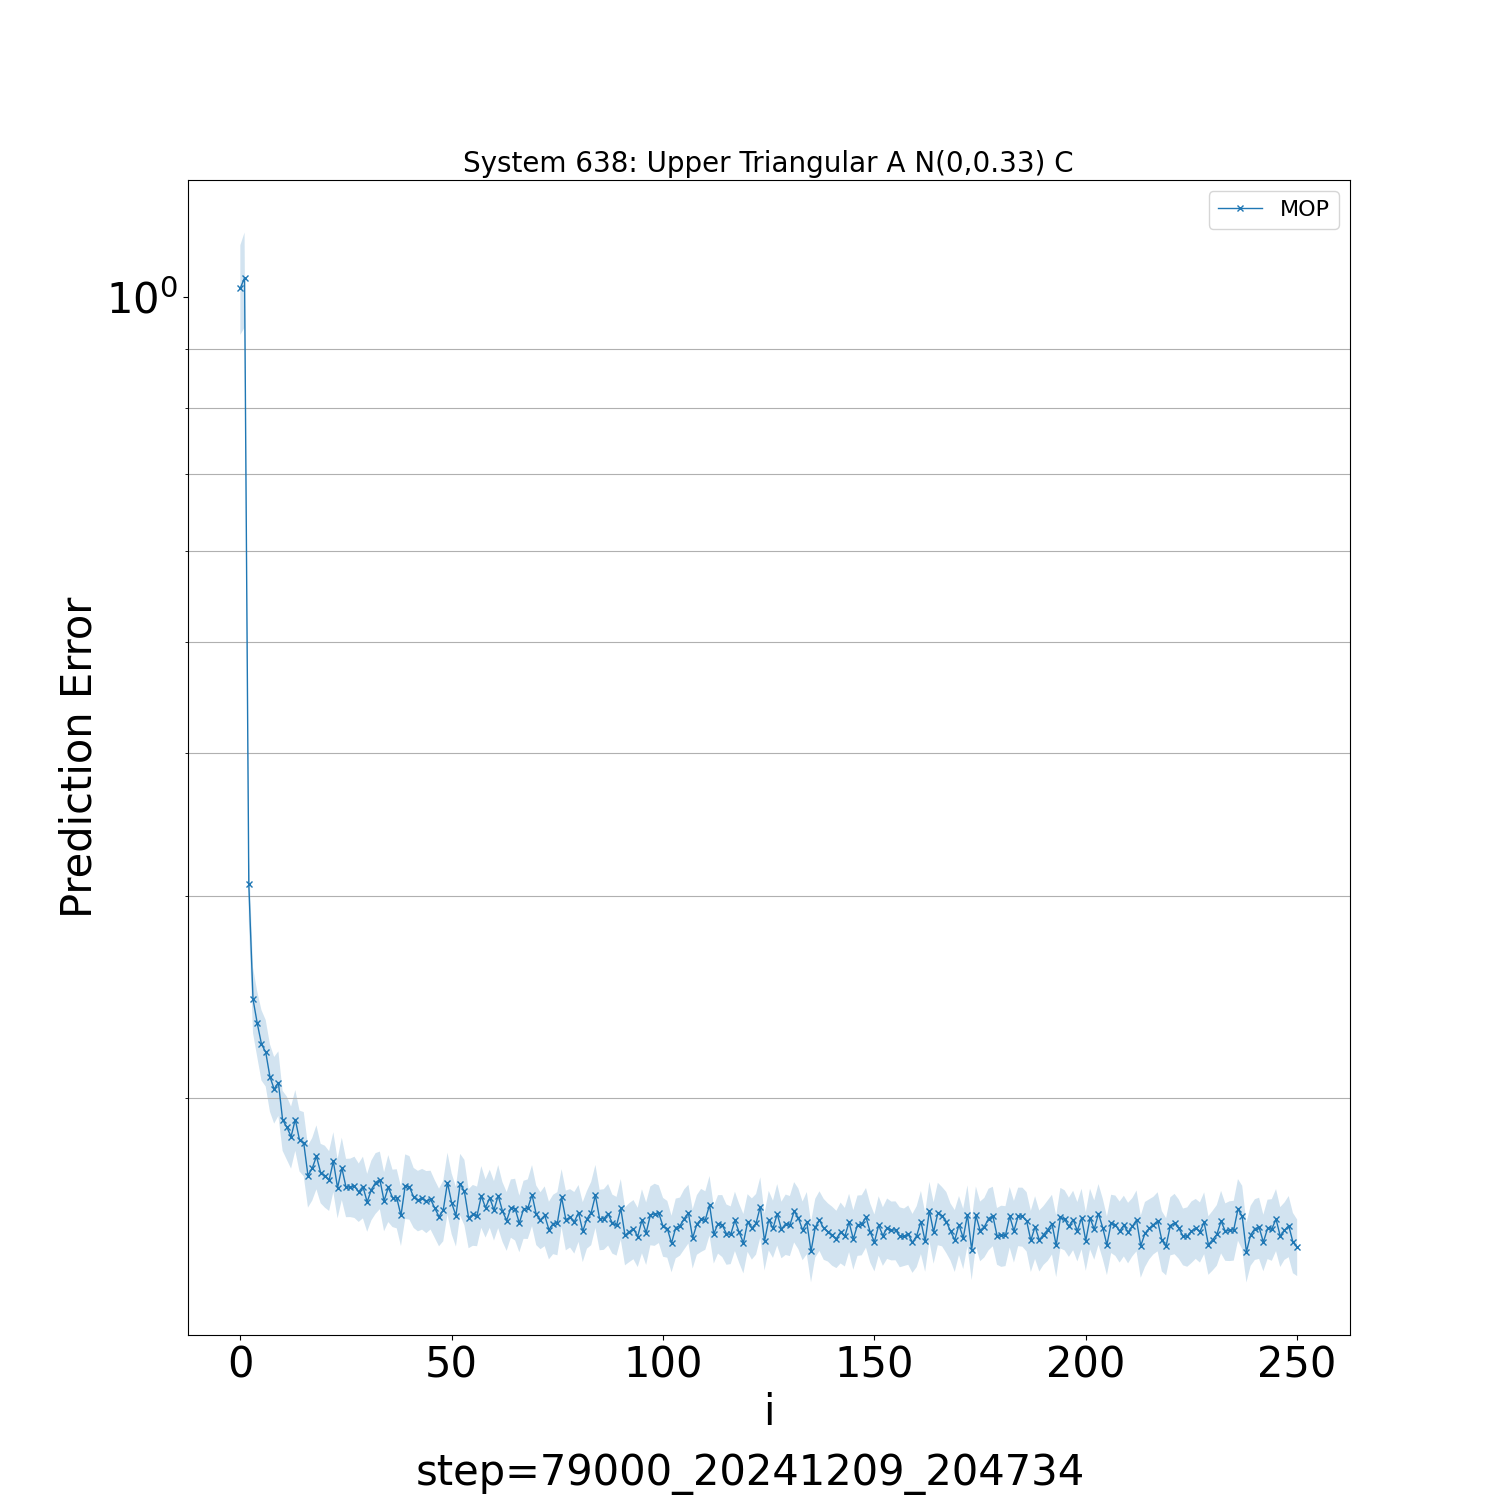 System 638: Upper Triangular A N(0,0.33) C
MOP
10⁰
Prediction Error
0 50 100 150 200 250
i
step=79000_20241209_204734